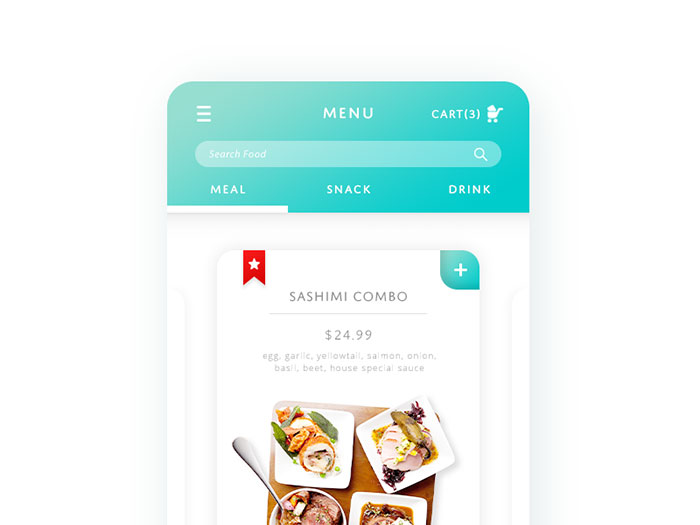 MENU
CART(3)
Search Food
MEAL
SNACK
DRINK
SASHIMI COMBO
$24.99
egg, garlic, yellowtail, salmon, onion,
basil, beet, house special sauce